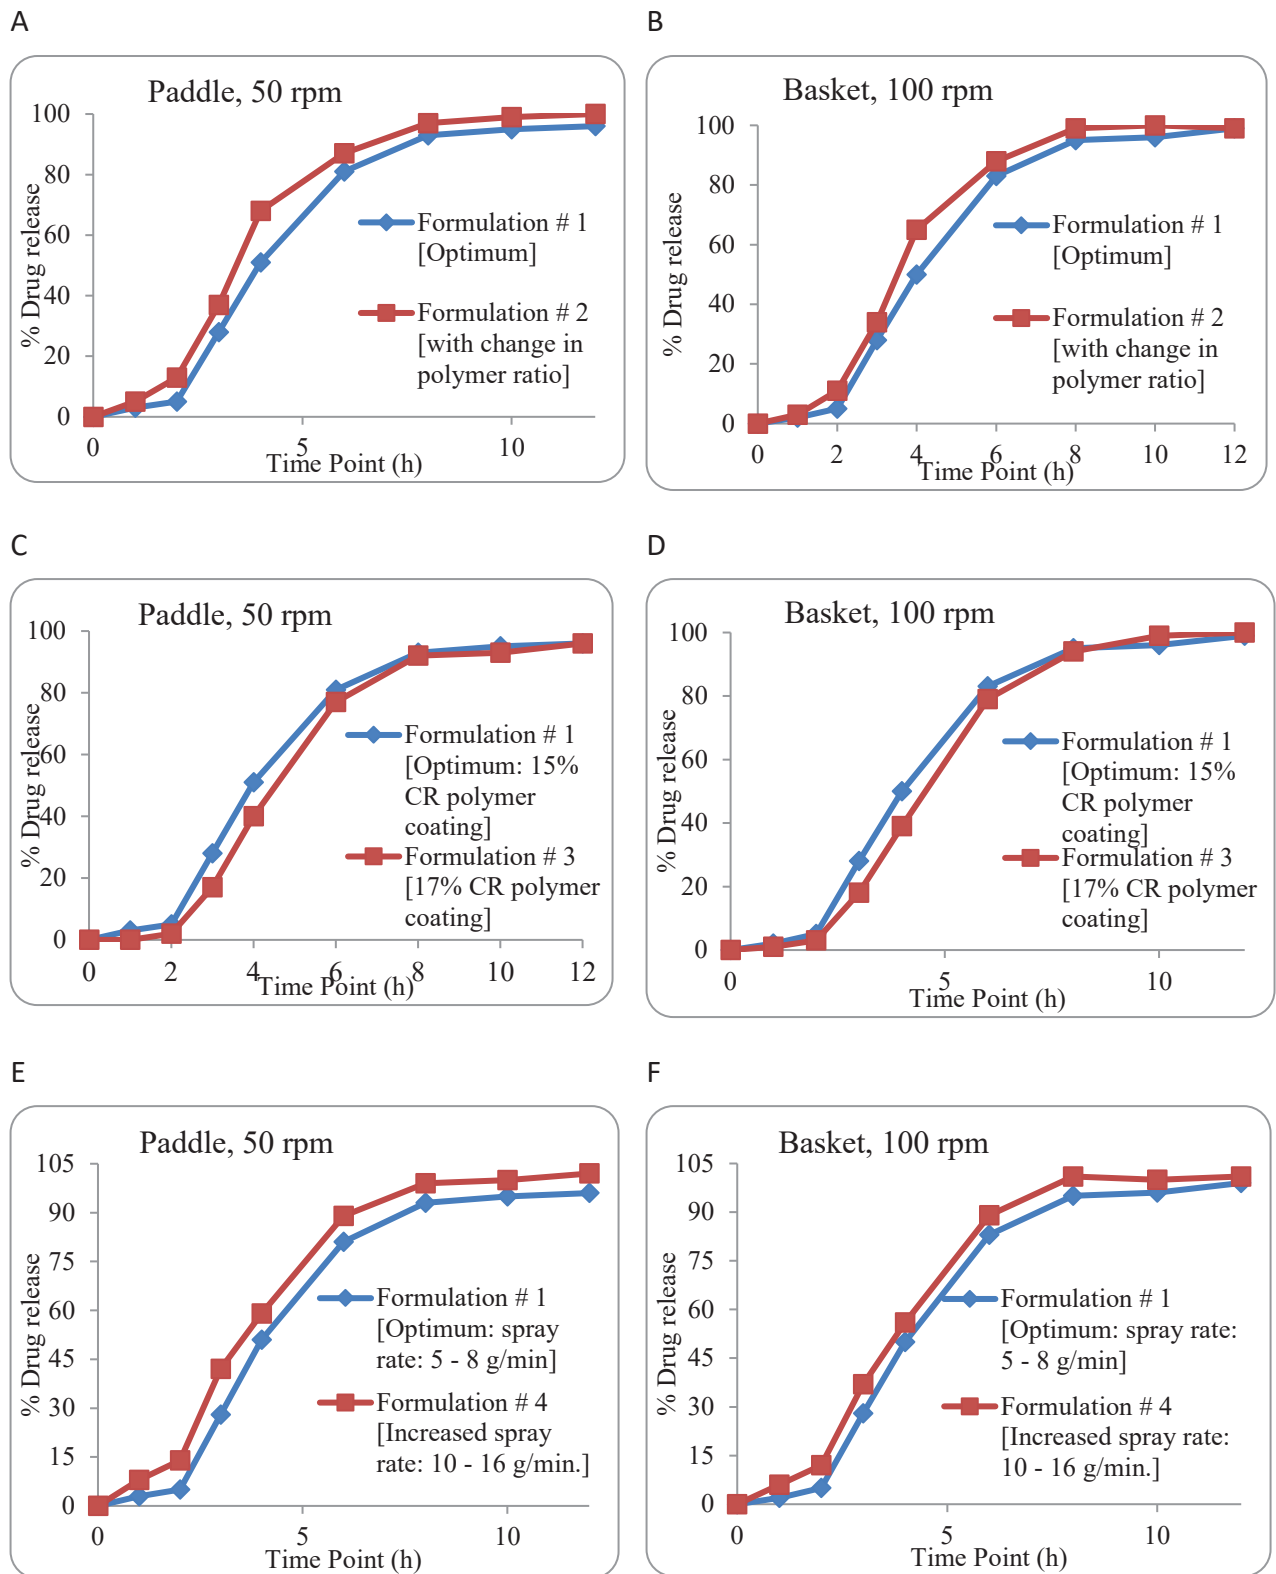 A
Paddle, 50 rpm
100
80
60
40
20
0
% Drug release
0 5 10
Time Point (h)
Formulation # 1
[Optimum]
Formulation # 2
[with change in
polymer ratio]
B
Basket, 100 rpm
100
80
60
40
20
0
% Drug release
0 2 4 6 8 10 12
Time Point (h)
Formulation # 1
[Optimum]
Formulation # 2
[with change in
polymer ratio]
C
Paddle, 50 rpm
100
80
60
40
20
0
% Drug release
0 2 4 6 8 10 12
Time Point (h)
Formulation # 1
[Optimum: 15%
CR polymer
coating]
Formulation # 3
[17% CR polymer
coating]
D
Basket, 100 rpm
100
80
60
40
20
0
% Drug release
0 5 10
Time Point (h)
Formulation # 1
[Optimum: 15%
CR polymer
coating]
Formulation # 3
[17% CR polymer
coating]
E
Paddle, 50 rpm
105
90
75
60
45
30
15
0
% Drug release
0 5 10
Time Point (h)
Formulation # 1
[Optimum: spray
rate: 5 - 8 g/min]
Formulation # 4
[Increased spray
rate: 10 - 16 g/min.]
F
Basket, 100 rpm
105
90
75
60
45
30
15
0
% Drug release
0 5 10
Time Point (h)
Formulation # 1
[Optimum: spray rate:
5 - 8 g/min]
Formulation # 4
[Increased spray rate:
10 - 16 g/min.]